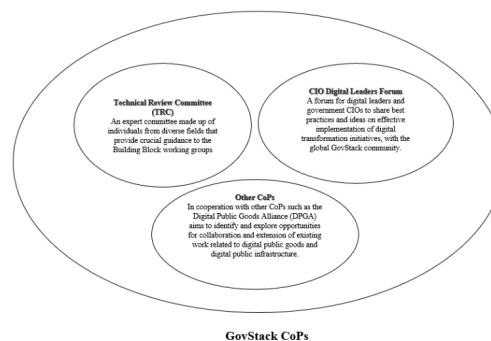 Technical Review Committee
(TRC)
An expert committee made up of
individuals from diverse fields that
provide crucial guidance to the
Building Block working groups
CIO Digital Leaders Forum
A forum for digital leaders and
government CIOs to share best
practices and ideas on effective
implementation of digital
transformation initiatives, with the
global GovStack community.
Other CoPs
In cooperation with other CoPs such as the
Digital Public Goods Alliance (DPGA)
aims to identify and explore opportunities
for collaboration and extension of existing
work related to digital public goods and
digital public infrastructure.
GovStack CoPs